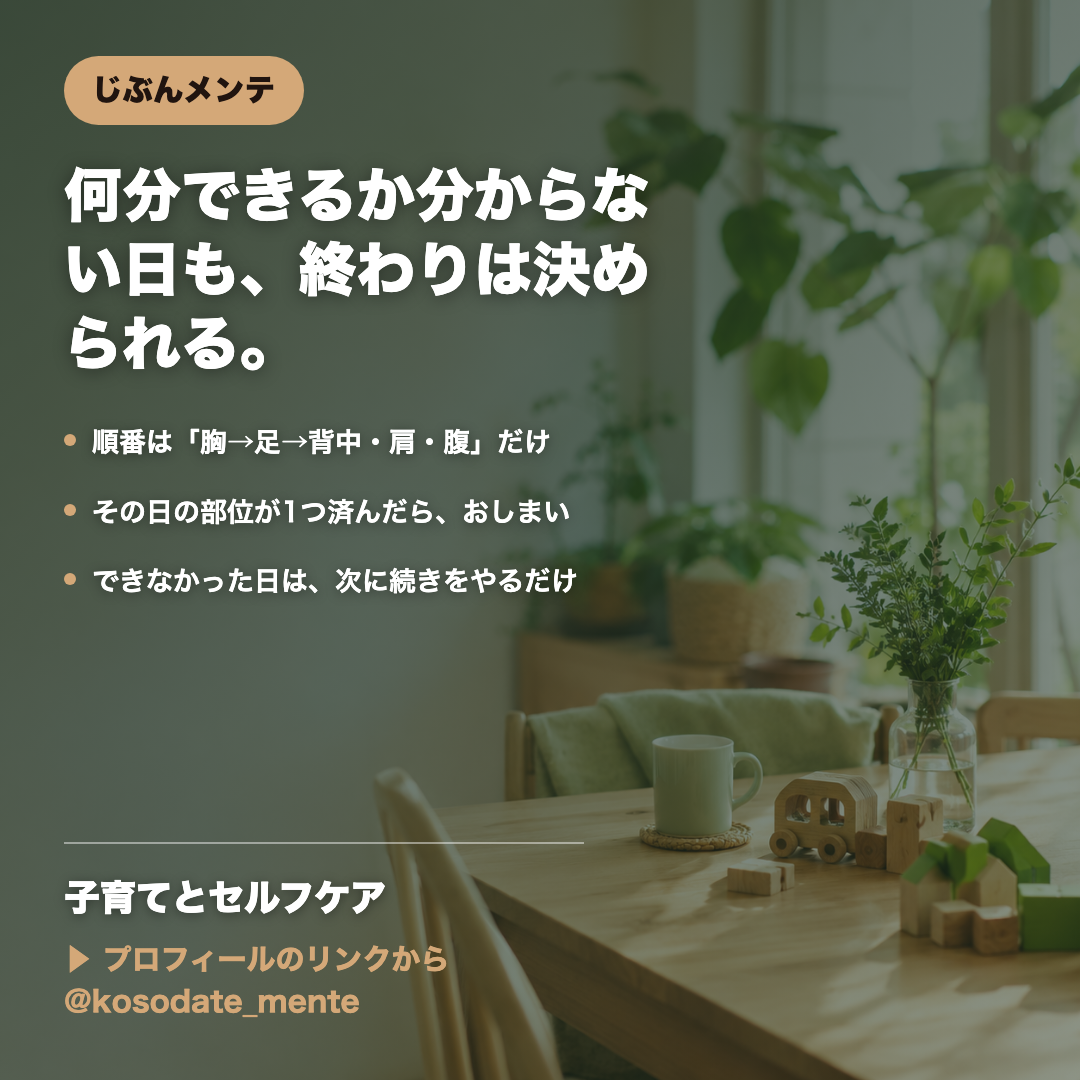 じぶんメンテ
何分できるか分からな
い日も、終わりは決め
られる。
順番は「胸→足→背中・肩・腹」だけ
その日の部位が1つ済んだら、おしまい
できなかった日は、次に続きをやるだけ
子育てとセルフケア
▶ プロフィールのリンクから
@kosodate_mente